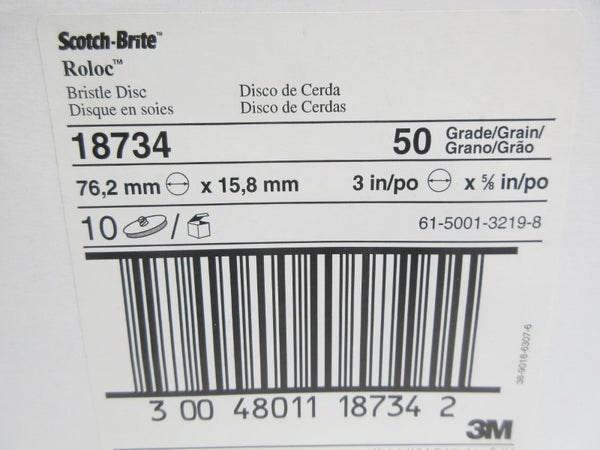 Scotch-Brite™
Roloc™
Bristle Disc Disco de Cerda
Disque en soies Disco de Cerdas
18734 50 Grade/Grain/
Grano/Grão
76,2 mm x 15,8 mm 3 in/po x ⅝ in/po
10 / 61-5001-3219-8
38-9018-6307-6
3 00 48011 18734 2
3M